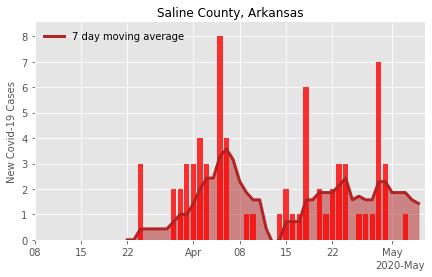 Saline County, Arkansas
7 day moving average
New Covid-19 Cases
8
7
6
5
4
3
2
1
0
08 15 22 Apr 08 15 22 May
2020-May